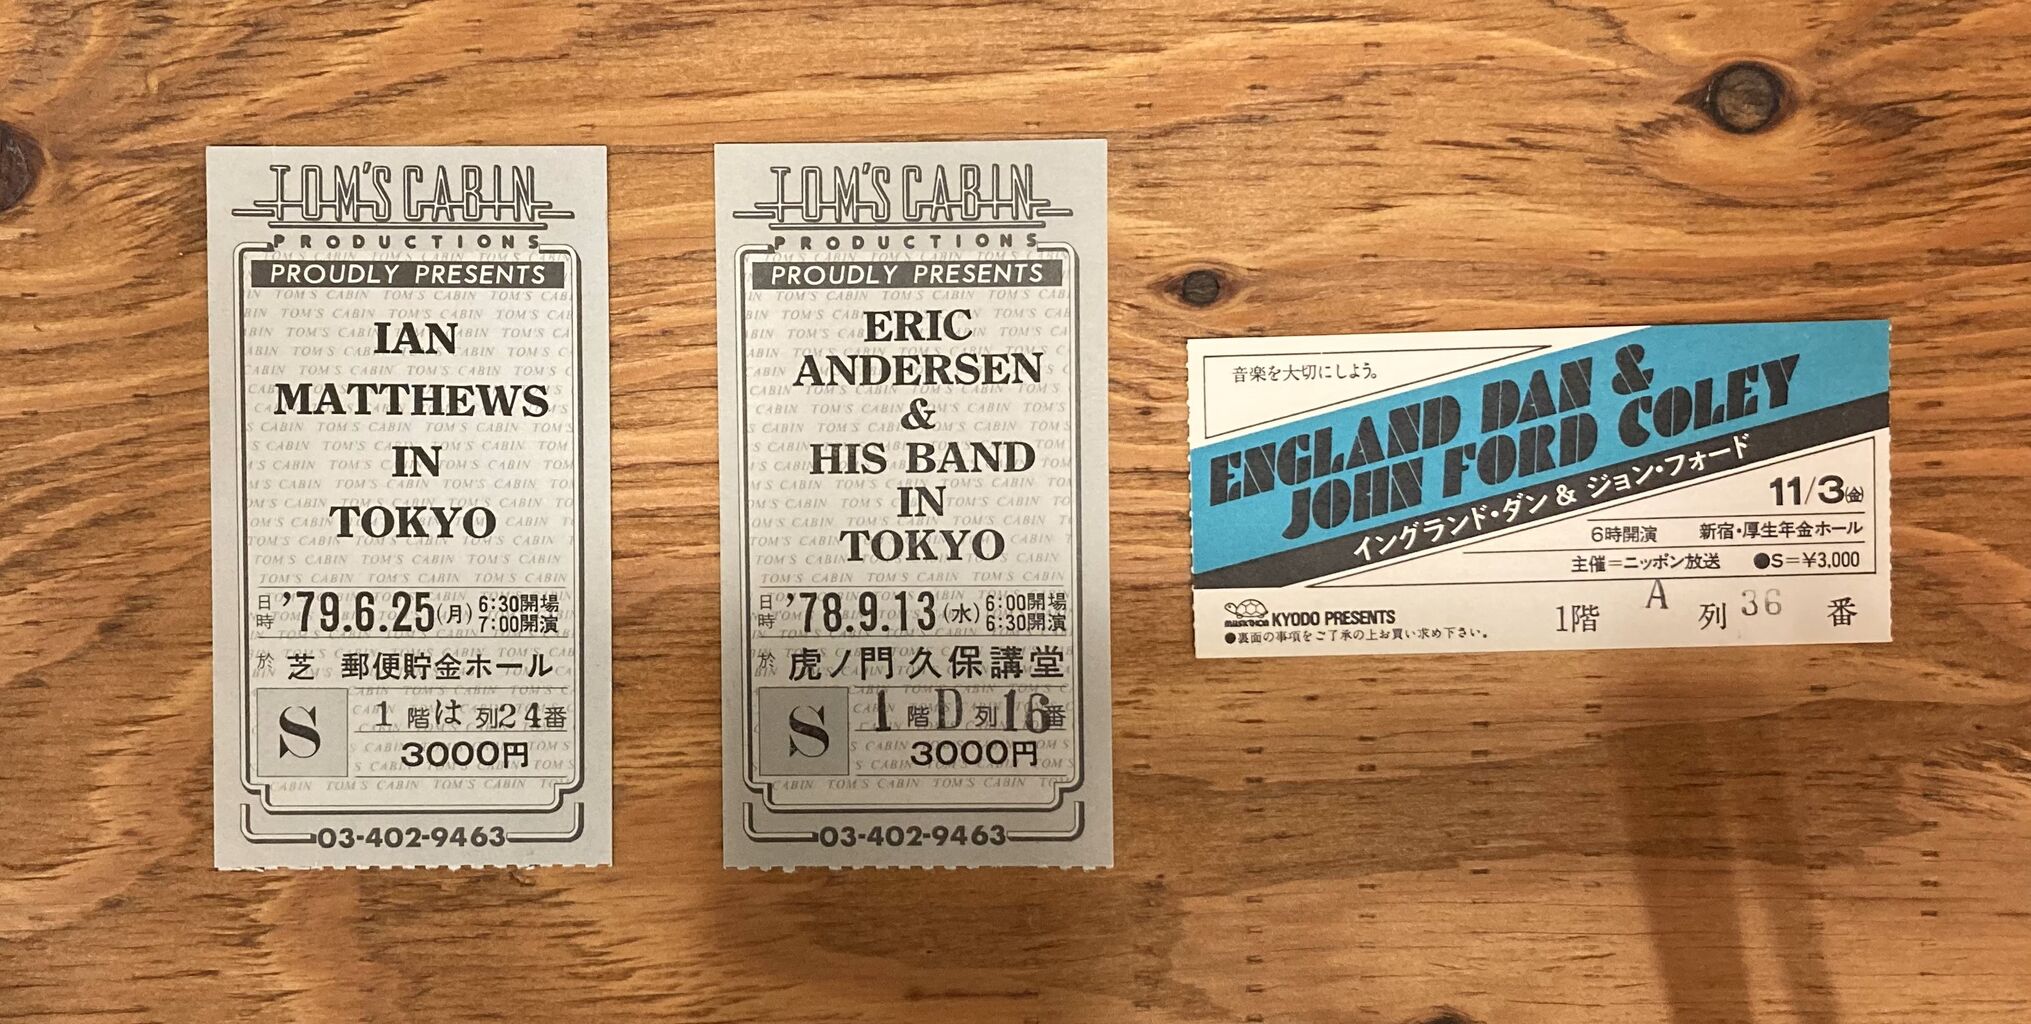 TOM'S CABIN
PRODUCTIONS
PROUDLY PRESENTS
IAN
MATTHEWS
IN
TOKYO
日時 '79.6.25(月) 6:30開場
7:00開演
於 芝 郵便貯金ホール
S 1階は列24番
3000円
03-402-9463
TOM'S CABIN
PRODUCTIONS
PROUDLY PRESENTS
ERIC
ANDERSEN
&
HIS BAND
IN
TOKYO
日時 '78.9.13(水) 6:00開場
6:30開演
於 虎ノ門 久保講堂
S 1階D列16番
3000円
03-402-9463
音楽を大切にしよう。
ENGLAND DAN &
JOHN FORD COLEY
イングランド・ダン & ジョン・フォード
11/3(金)
6時開演 新宿・厚生年金ホール
主催=ニッポン放送 ●S=¥3,000
KYODO PRESENTS
1階 A 列 36 番
●裏面の事項をご了承の上お買い求め下さい。